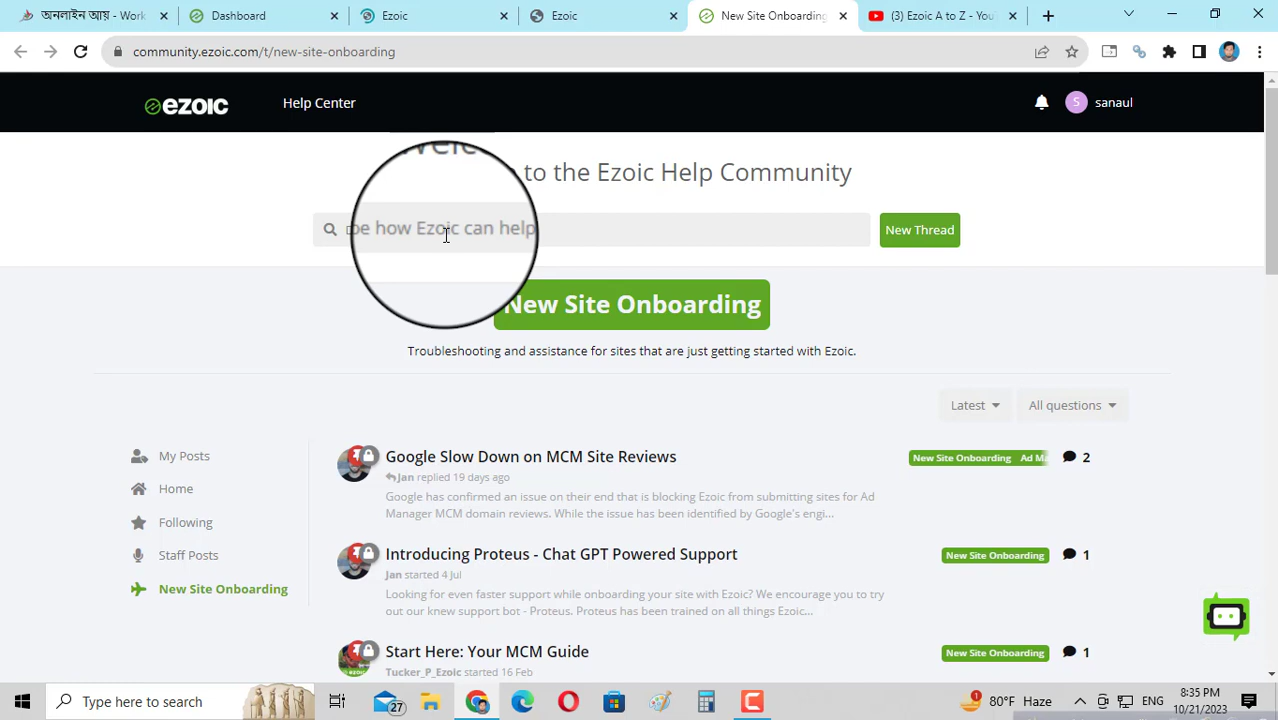 অনলাইন আয় - Work
Dashboard
Ezoic
Ezoic
New Site Onboarding
(3) Ezoic A to Z - You
community.ezoic.com/t/new-site-onboarding
ezoic
Help Center
S
sanaul
to the Ezoic Help Community
be how Ezoic can help
New Thread
New Site Onboarding
Troubleshooting and assistance for sites that are just getting started with Ezoic.
Latest
All questions
My Posts
Home
Following
Staff Posts
New Site Onboarding
Google Slow Down on MCM Site Reviews
New Site Onboarding Ad Ma
2
Jan replied 19 days ago
Google has confirmed an issue on their end that is blocking Ezoic from submitting sites for Ad
Manager MCM domain reviews. While the issue has been identified by Google's engi...
Introducing Proteus - Chat GPT Powered Support
New Site Onboarding
1
Jan started 4 Jul
Looking for even faster support while onboarding your site with Ezoic? We encourage you to try
out our knew support bot - Proteus. Proteus has been trained on all things Ezoic...
Start Here: Your MCM Guide
New Site Onboarding
1
Tucker_P_Ezoic started 16 Feb
Type here to search
27
1
80°F Haze
ENG
8:35 PM
10/21/2023